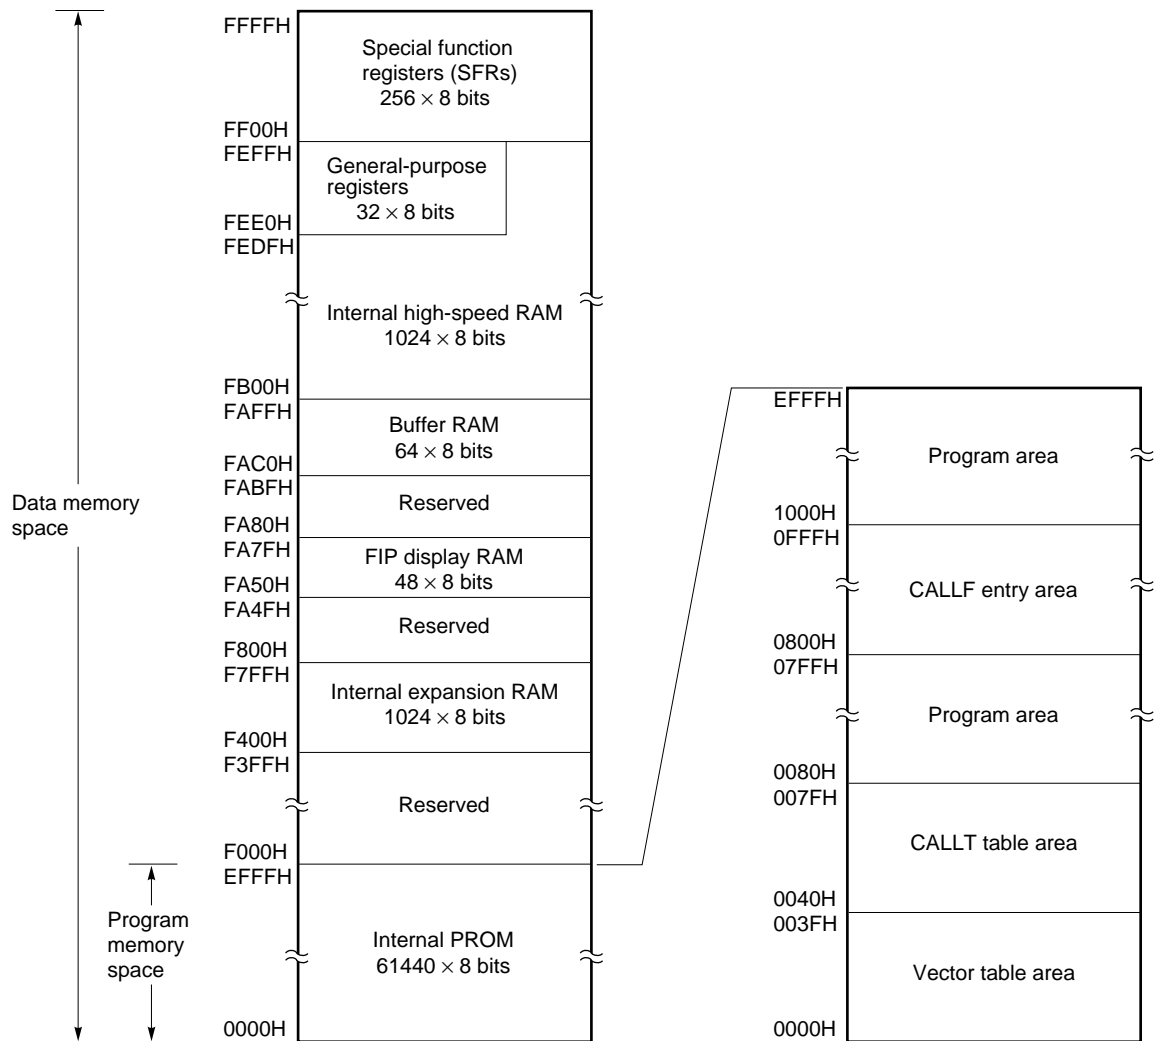 FFFFH
Special function
registers (SFRs)
256 × 8 bits
FF00H
FEFFH
General-purpose
registers
32 × 8 bits
FEE0H
FEDFH
Internal high-speed RAM
1024 × 8 bits
FB00H
FAFFH
Buffer RAM
64 × 8 bits
FAC0H
FABFH
Reserved
Data memory
space
FA80H
FA7FH
FIP display RAM
48 × 8 bits
FA50H
FA4FH
Reserved
F800H
F7FFH
Internal expansion RAM
1024 × 8 bits
F400H
F3FFH
Reserved
F000H
EFFFH
Program
memory
space
Internal PROM
61440 × 8 bits
0000H
EFFFH
Program area
1000H
0FFFH
CALLF entry area
0800H
07FFH
Program area
0080H
007FH
CALLT table area
0040H
003FH
Vector table area
0000H